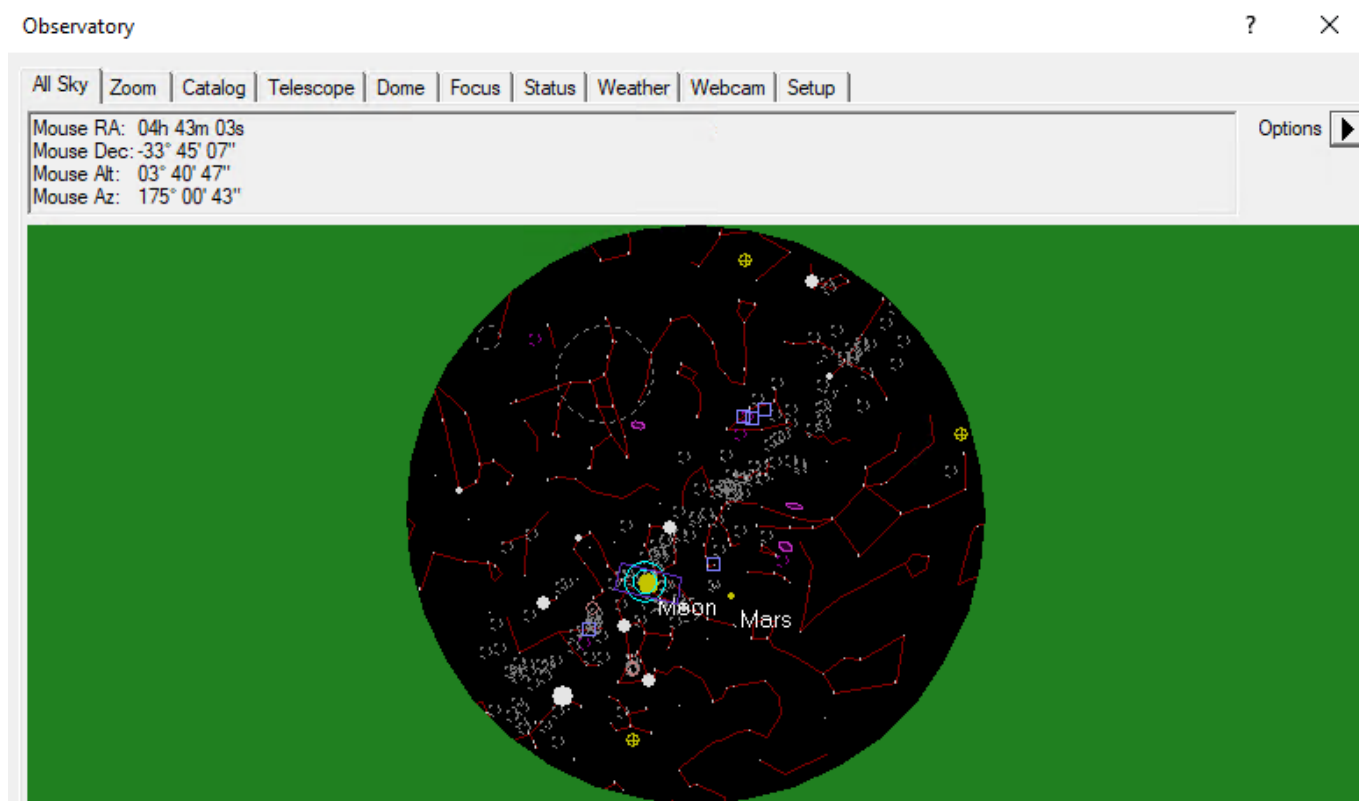 Observatory
?
All Sky Zoom Catalog Telescope Dome Focus Status Weather Webcam Setup
Mouse RA: 04h 43m 03s
Options
Mouse Dec: -33° 45' 07"
Mouse Alt: 03° 40' 47"
Mouse Az: 175° 00' 43"
Moon
Mars